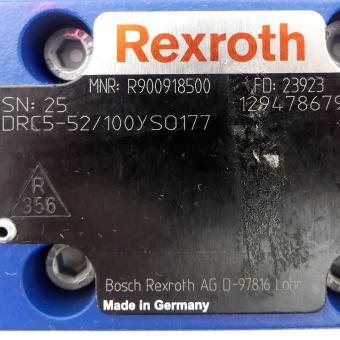 Rexroth
MNR: R900918500 FD: 23923
SN: 25 129478679
DRC5-52/100YSO177
R
356
Bosch Rexroth AG D-97816 Lohr
Made in Germany